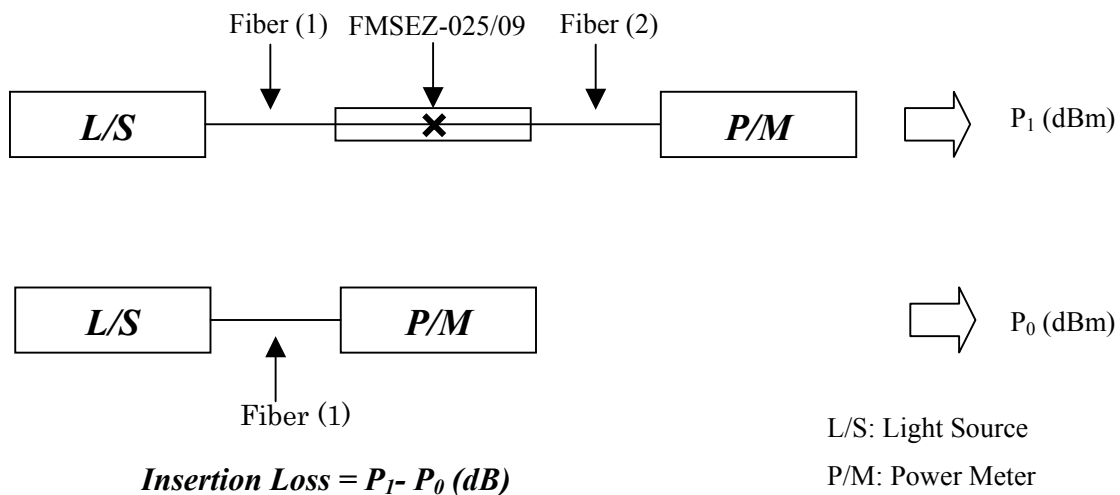 Fiber (1)
FMSEZ-025/09
Fiber (2)
L/S
P/M
P₁ (dBm)
L/S
P/M
P₀ (dBm)
Fiber (1)
L/S: Light Source
Insertion Loss = P₁- P₀ (dB)
P/M: Power Meter